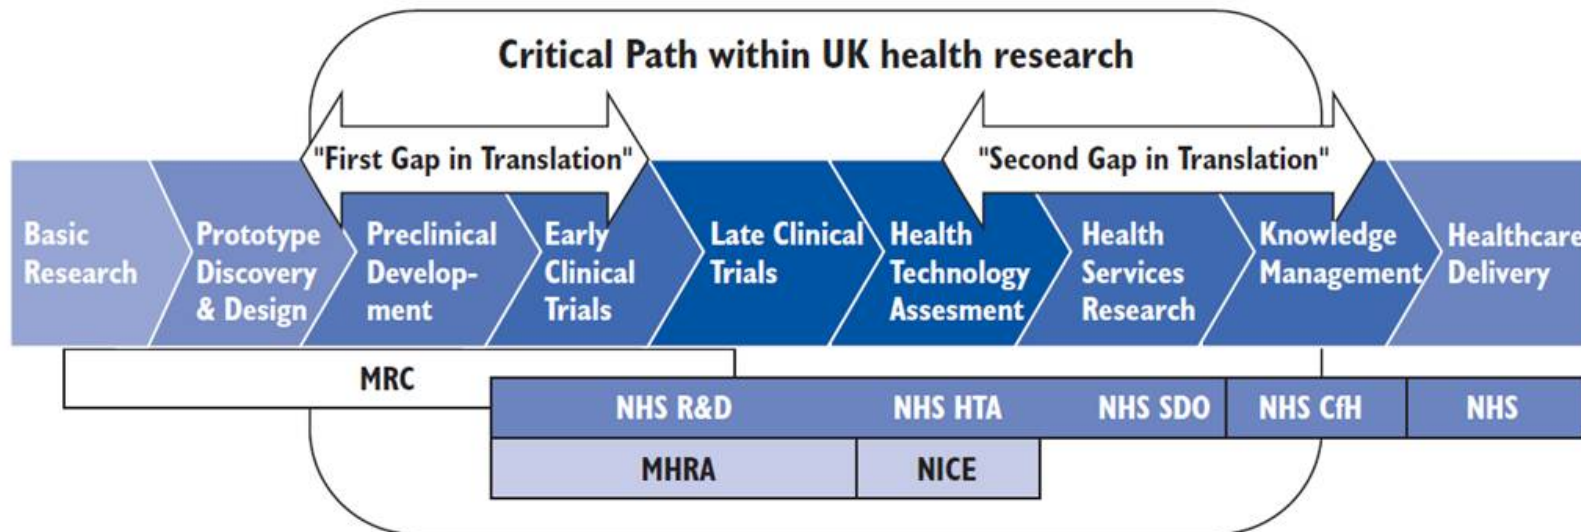 Critical Path within UK health research
"First Gap in Translation"
"Second Gap in Translation"
Basic
Research
Prototype
Discovery
& Design
Preclinical
Develop-
ment
Early
Clinical
Trials
Late Clinical
Trials
Health
Technology
Assesment
Health
Services
Research
Knowledge
Management
Healthcare
Delivery
MRC
NHS R&D
NHS HTA
NHS SDO
NHS CfH
NHS
MHRA
NICE